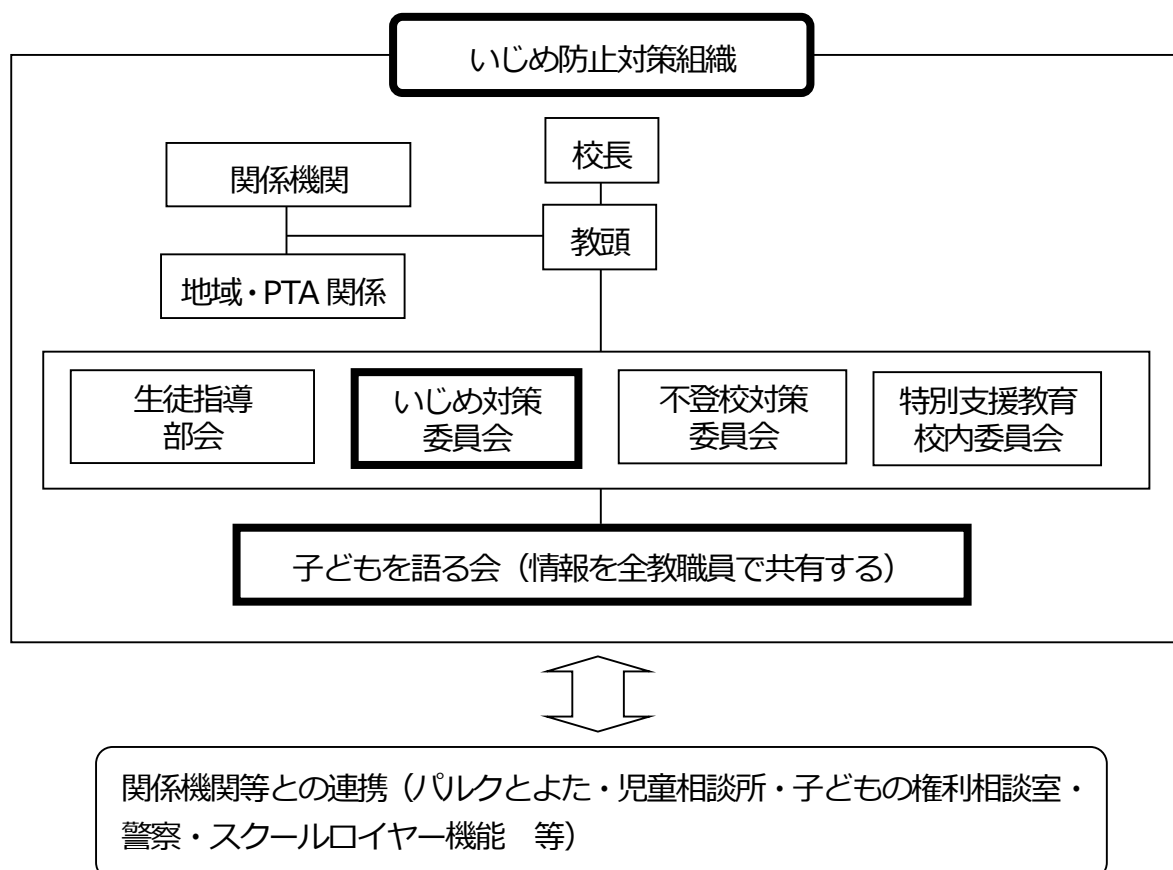 いじめ防止対策組織
校長
関係機関
教頭
地域・PTA 関係
生徒指導
部会
いじめ対策
委員会
不登校対策
委員会
特別支援教育
校内委員会
子どもを語る会（情報を全教職員で共有する）
関係機関等との連携（パルクとよた・児童相談所・子どもの権利相談室・
警察・スクールロイヤー機能　等）